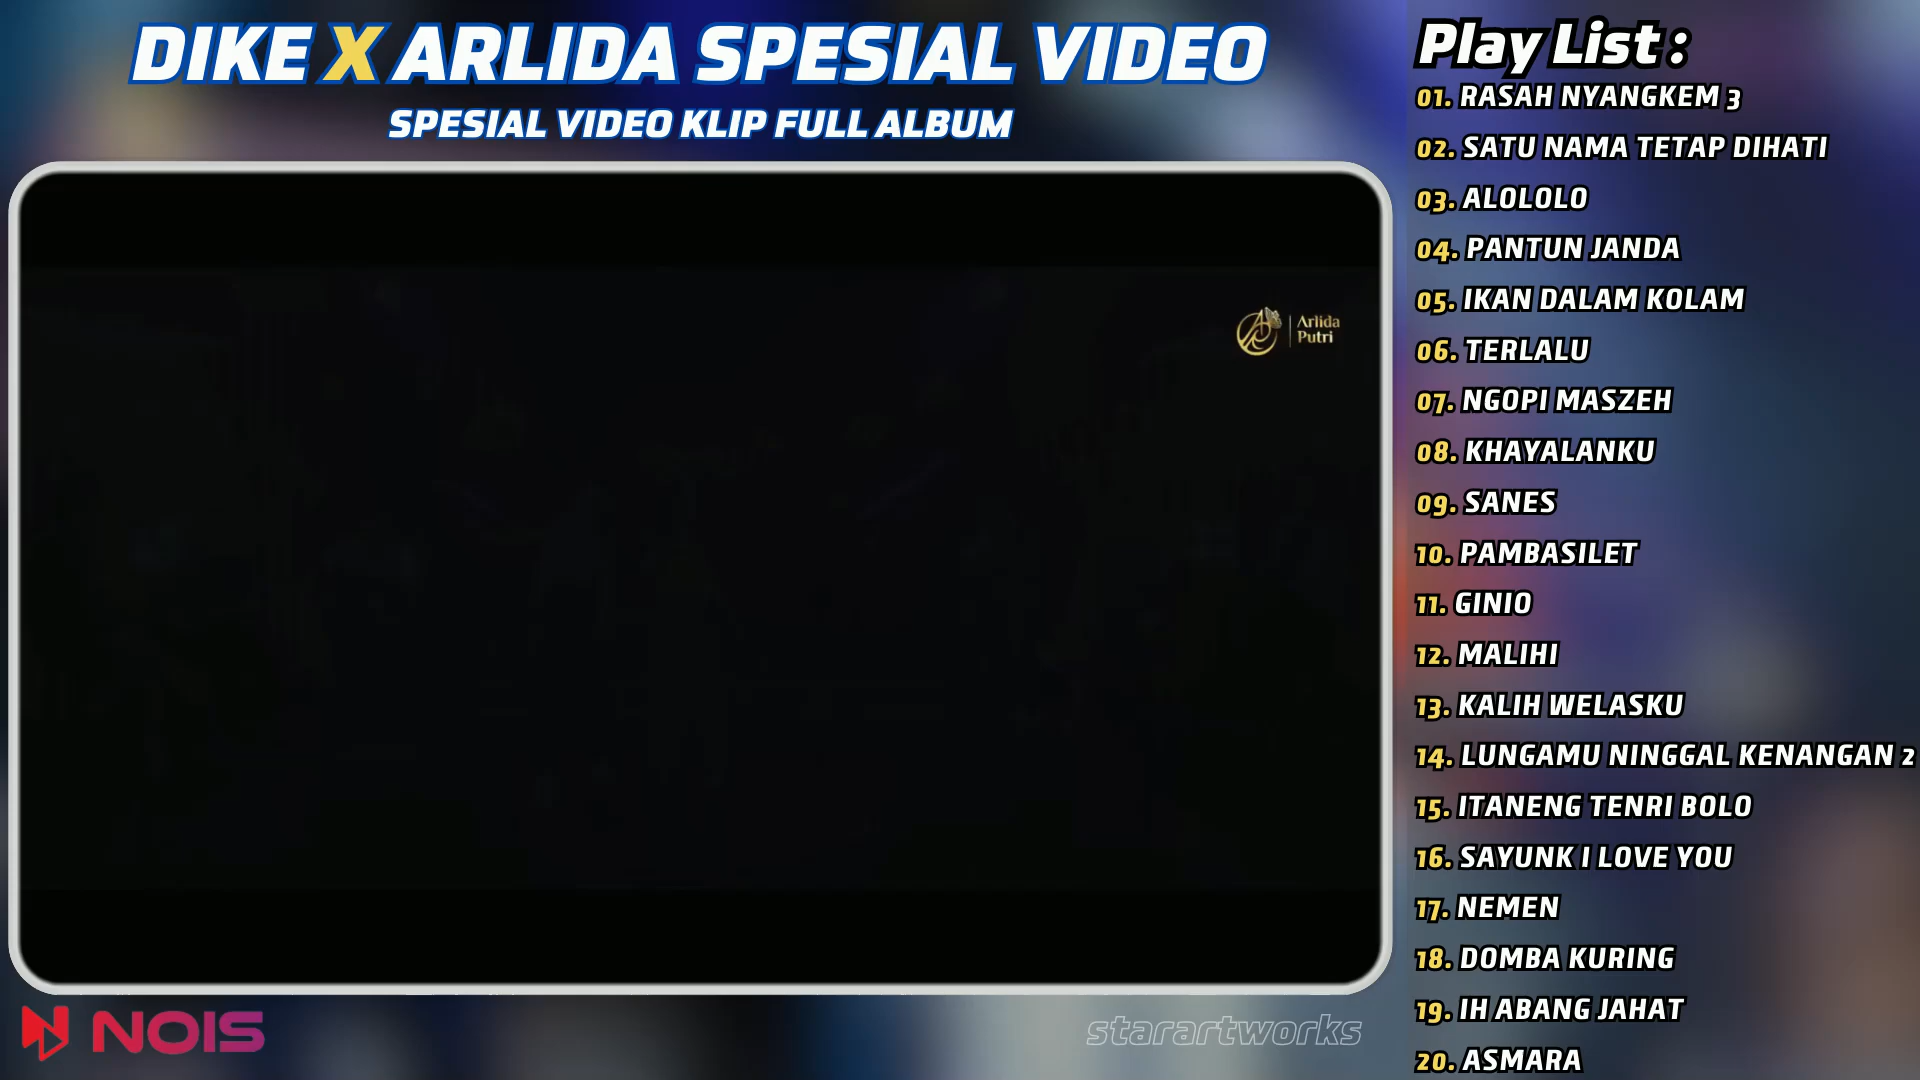 DIKE X ARLIDA SPESIAL VIDEO
SPESIAL VIDEO KLIP FULL ALBUM
Arlida
Putri
NOIS
starartworks
Play List :
01. RASAH NYANGKEM 3
02. SATU NAMA TETAP DIHATI
03. ALOLOLO
04. PANTUN JANDA
05. IKAN DALAM KOLAM
06. TERLALU
07. NGOPI MASZEH
08. KHAYALANKU
09. SANES
10. PAMBASILET
11. GINIO
12. MALIHI
13. KALIH WELASKU
14. LUNGAMU NINGGAL KENANGAN 2
15. ITANENG TENRI BOLO
16. SAYUNK I LOVE YOU
17. NEMEN
18. DOMBA KURING
19. IH ABANG JAHAT
20. ASMARA